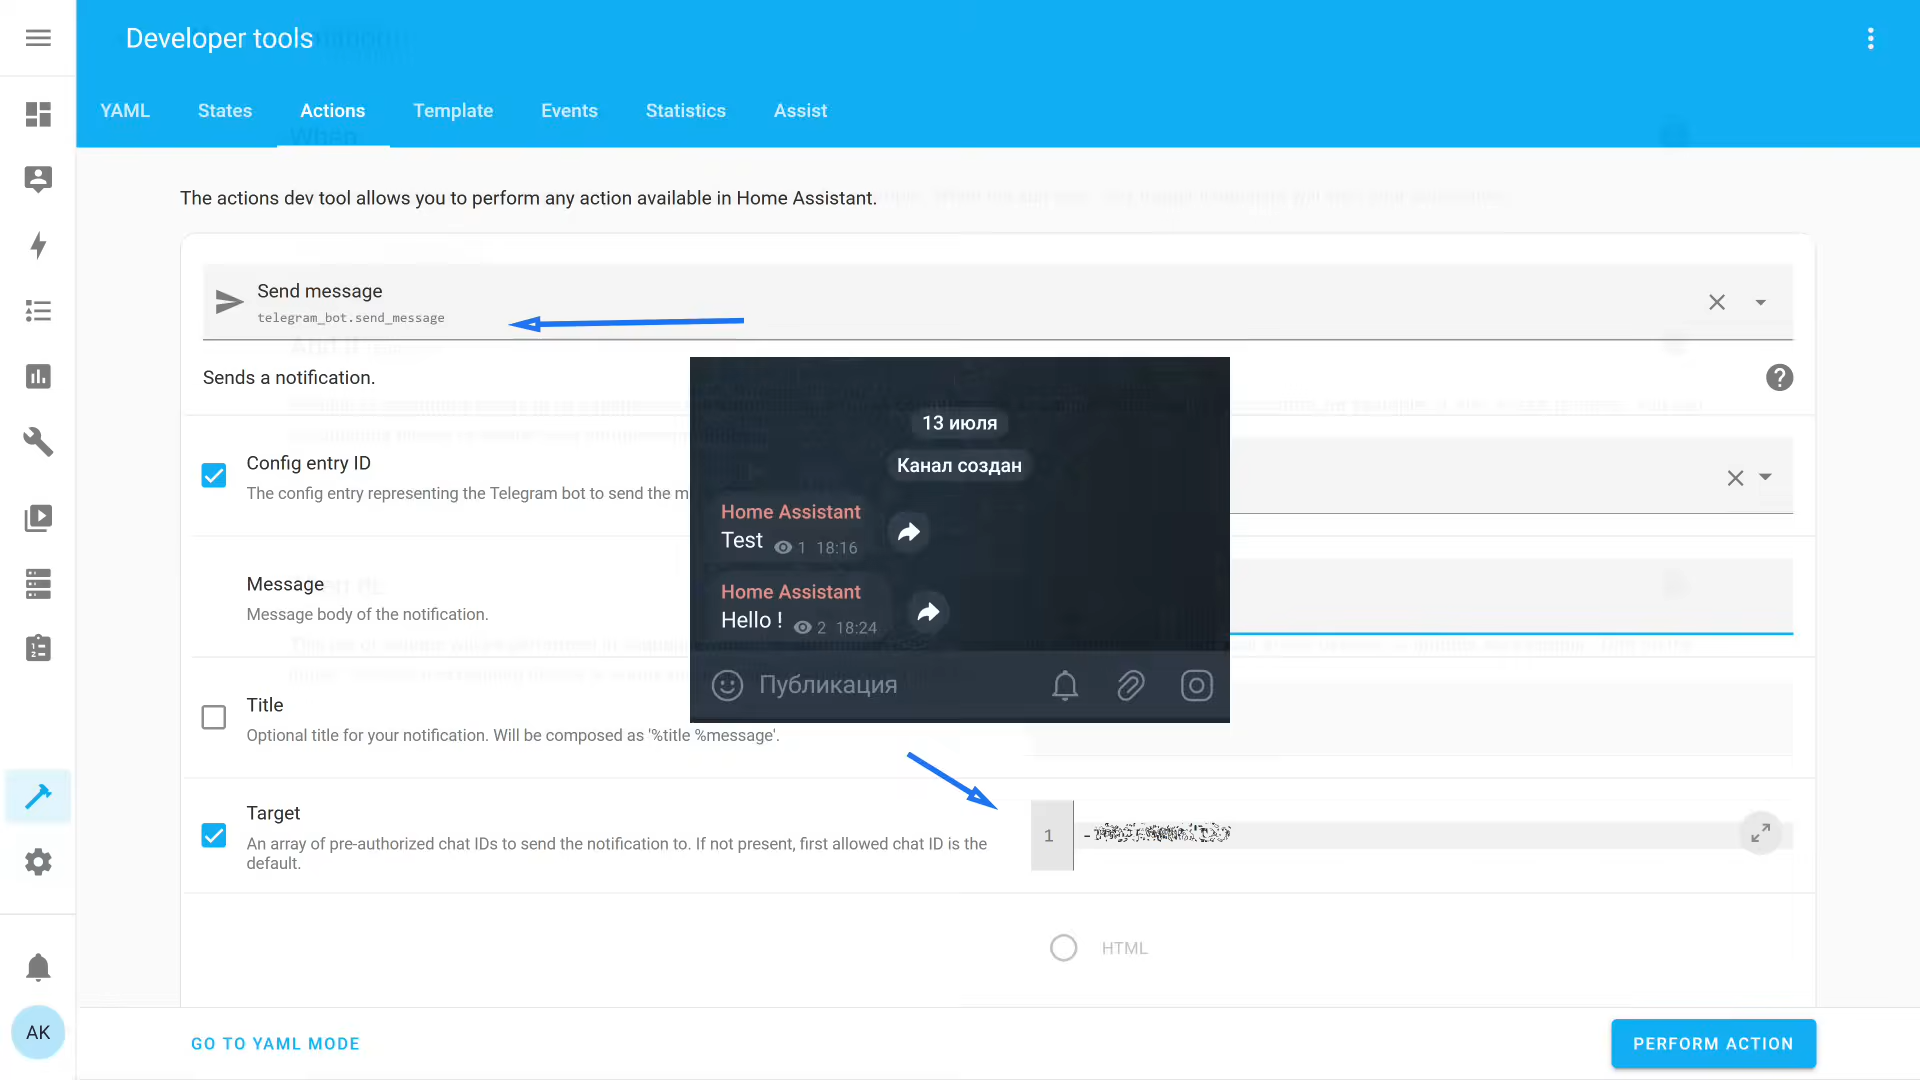 Developer tools
YAML States Actions Template Events Statistics Assist
The actions dev tool allows you to perform any action available in Home Assistant.
Send message
telegram_bot.send_message
Sends a notification.
Config entry ID
The config entry representing the Telegram bot to send the m
Message
Message body of the notification.
13 июля
Канал создан
Home Assistant
Test 1 18:16
Home Assistant
Hello ! 2 18:24
Публикация
Title
Optional title for your notification. Will be composed as '%title %message'.
Target
An array of pre-authorized chat IDs to send the notification to. If not present, first allowed chat ID is the
default.
1 -
HTML
AK
GO TO YAML MODE
PERFORM ACTION